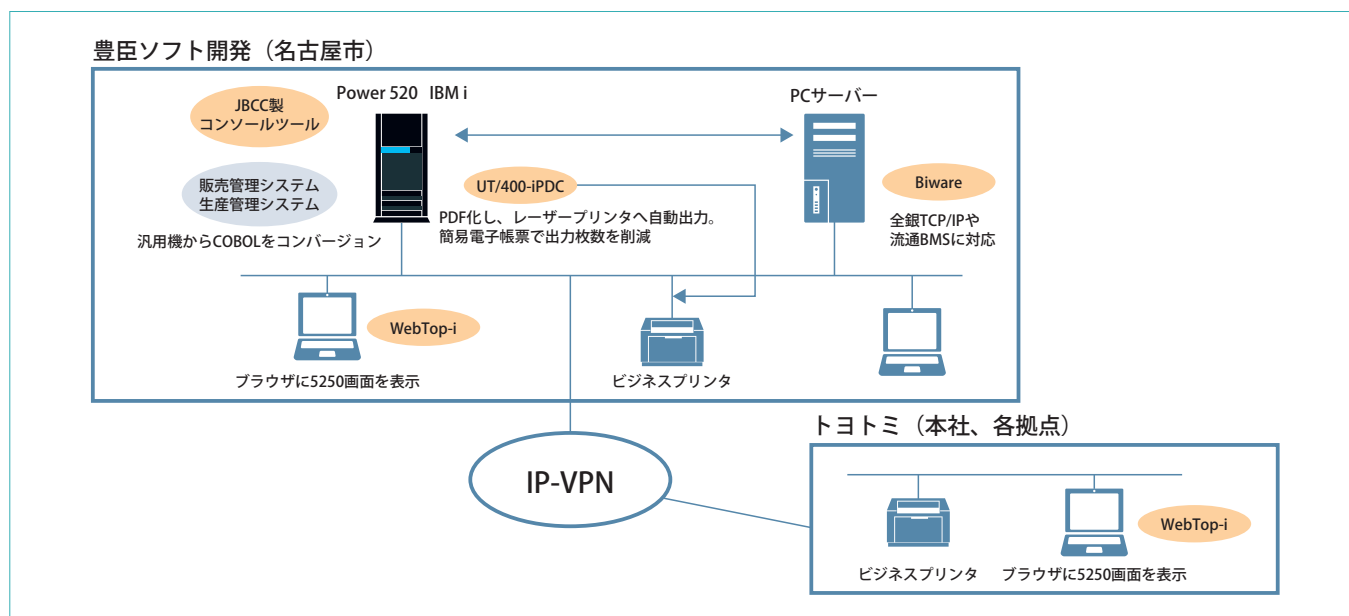 豊臣ソフト開発（名古屋市）
JBCC製
コンソールツール
Power 520 IBM i
PCサーバー
販売管理システム
生産管理システム
UT/400-iPDC
Biware
汎用機からCOBOLをコンバージョン
PDF化し、レーザープリンタへ自動出力。
簡易電子帳票で出力枚数を削減
全銀TCP/IPや
流通BMSに対応
WebTop-i
ブラウザに5250画面を表示
ビジネスプリンタ
トヨトミ（本社、各拠点）
IP-VPN
WebTop-i
ビジネスプリンタ
ブラウザに5250画面を表示